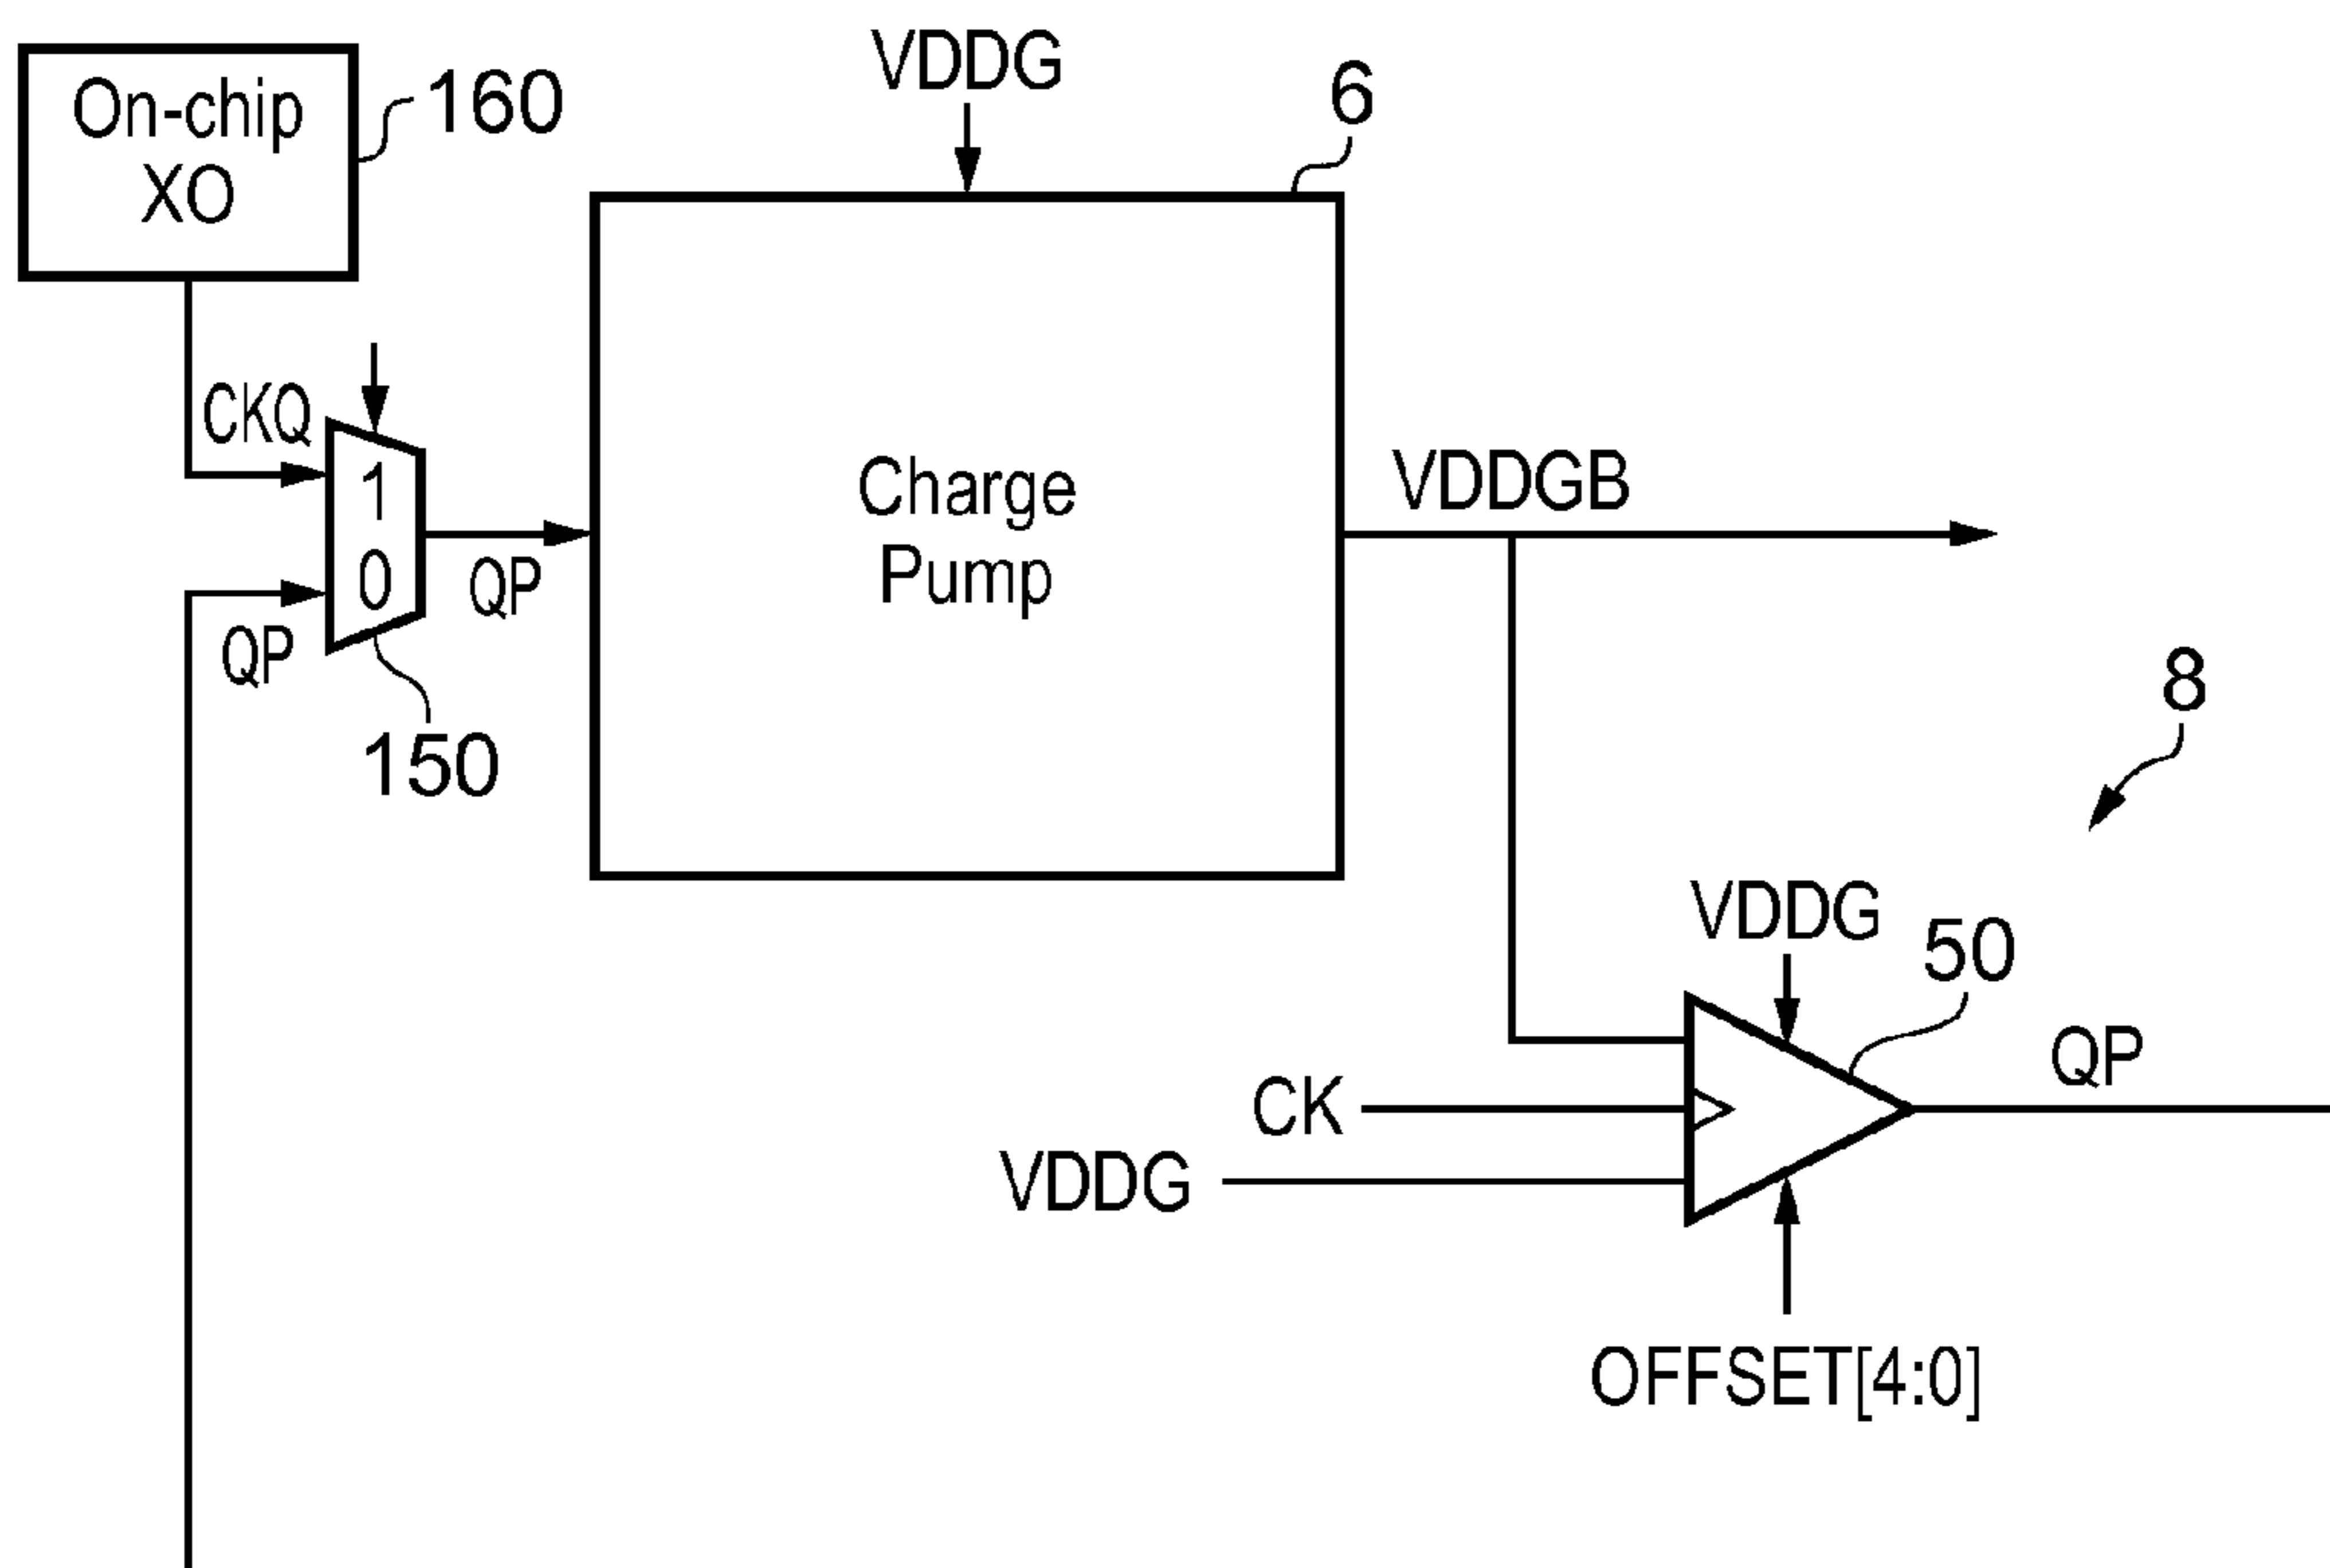 VDDG
6
On-chip
XO
160
CKQ
1
0
QP
QP
150
Charge
Pump
VDDGB
8
VDDG
50
QP
CK
VDDG
OFFSET[4:0]